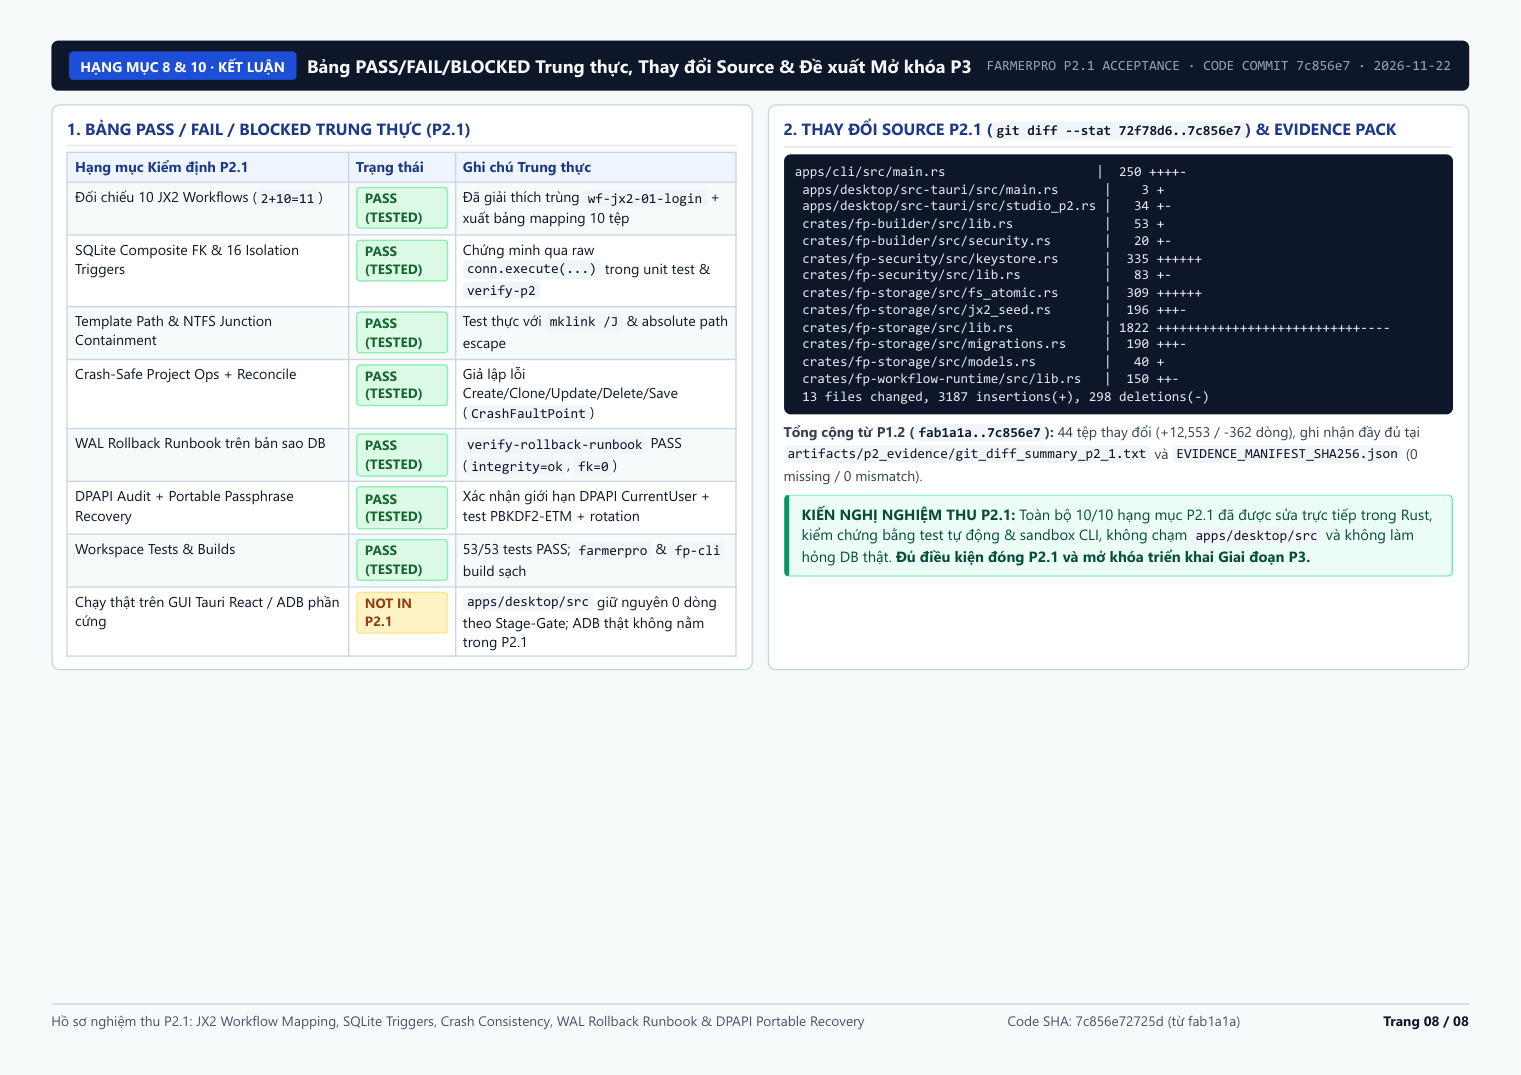 HẠNG MỤC 8 & 10 · KẾT LUẬN Bảng PASS/FAIL/BLOCKED Trung thực, Thay đổi Source & Đề xuất Mở khóa P3 FARMERPRO P2.1 ACCEPTANCE · CODE COMMIT 7c856e7 · 2026-11-22
1. BẢNG PASS / FAIL / BLOCKED TRUNG THỰC (P2.1)
Hạng mục Kiểm định P2.1 Trạng thái Ghi chú Trung thực
Đối chiếu 10 JX2 Workflows ( 2+10=11 )
PASS
(TESTED)
Đã giải thích trùng wf-jx2-01-login +
xuất bảng mapping 10 tệp
SQLite Composite FK & 16 Isolation
Triggers
PASS
(TESTED)
Chứng minh qua raw
conn.execute(...) trong unit test &
verify-p2
Template Path & NTFS Junction
Containment
PASS
(TESTED)
Test thực với mklink /J & absolute path
escape
Crash-Safe Project Ops + Reconcile
PASS
(TESTED)
Giả lập lỗi
Create/Clone/Update/Delete/Save
( CrashFaultPoint )
WAL Rollback Runbook trên bản sao DB
PASS
(TESTED)
verify-rollback-runbook PASS
( integrity=ok , fk=0 )
DPAPI Audit + Portable Passphrase
Recovery
PASS
(TESTED)
Xác nhận giới hạn DPAPI CurrentUser +
test PBKDF2-ETM + rotation
Workspace Tests & Builds
PASS
(TESTED)
53/53 tests PASS; farmerpro & fp-cli
build sạch
Chạy thật trên GUI Tauri React / ADB phần
cứng
NOT IN
P2.1
apps/desktop/src giữ nguyên 0 dòng
theo Stage-Gate; ADB thật không nằm
trong P2.1
2. THAY ĐỔI SOURCE P2.1 ( git diff --stat 72f78d6..7c856e7 ) & EVIDENCE PACK
apps/cli/src/main.rs | 250 ++++-
apps/desktop/src-tauri/src/main.rs | 3 +
apps/desktop/src-tauri/src/studio_p2.rs | 34 +-
crates/fp-builder/src/lib.rs | 53 +
crates/fp-builder/src/security.rs | 20 +-
crates/fp-security/src/keystore.rs | 335 ++++++
crates/fp-security/src/lib.rs | 83 +-
crates/fp-storage/src/fs_atomic.rs | 309 ++++++
crates/fp-storage/src/jx2_seed.rs | 196 +++-
crates/fp-storage/src/lib.rs | 1822 +++++++++++++++++++++++++++----
crates/fp-storage/src/migrations.rs | 190 +++-
crates/fp-storage/src/models.rs | 40 +
crates/fp-workflow-runtime/src/lib.rs | 150 ++-
13 files changed, 3187 insertions(+), 298 deletions(-)
Tổng cộng từ P1.2 ( fab1a1a..7c856e7 ): 44 tệp thay đổi (+12,553 / -362 dòng), ghi nhận đầy đủ tại
artifacts/p2_evidence/git_diff_summary_p2_1.txt và EVIDENCE_MANIFEST_SHA256.json (0
missing / 0 mismatch).
KIẾN NGHỊ NGHIỆM THU P2.1: Toàn bộ 10/10 hạng mục P2.1 đã được sửa trực tiếp trong Rust,
kiểm chứng bằng test tự động & sandbox CLI, không chạm apps/desktop/src và không làm
hỏng DB thật. Đủ điều kiện đóng P2.1 và mở khóa triển khai Giai đoạn P3.
Hồ sơ nghiệm thu P2.1: JX2 Workflow Mapping, SQLite Triggers, Crash Consistency, WAL Rollback Runbook & DPAPI Portable Recovery Code SHA: 7c856e72725d (từ fab1a1a) Trang 08 / 08